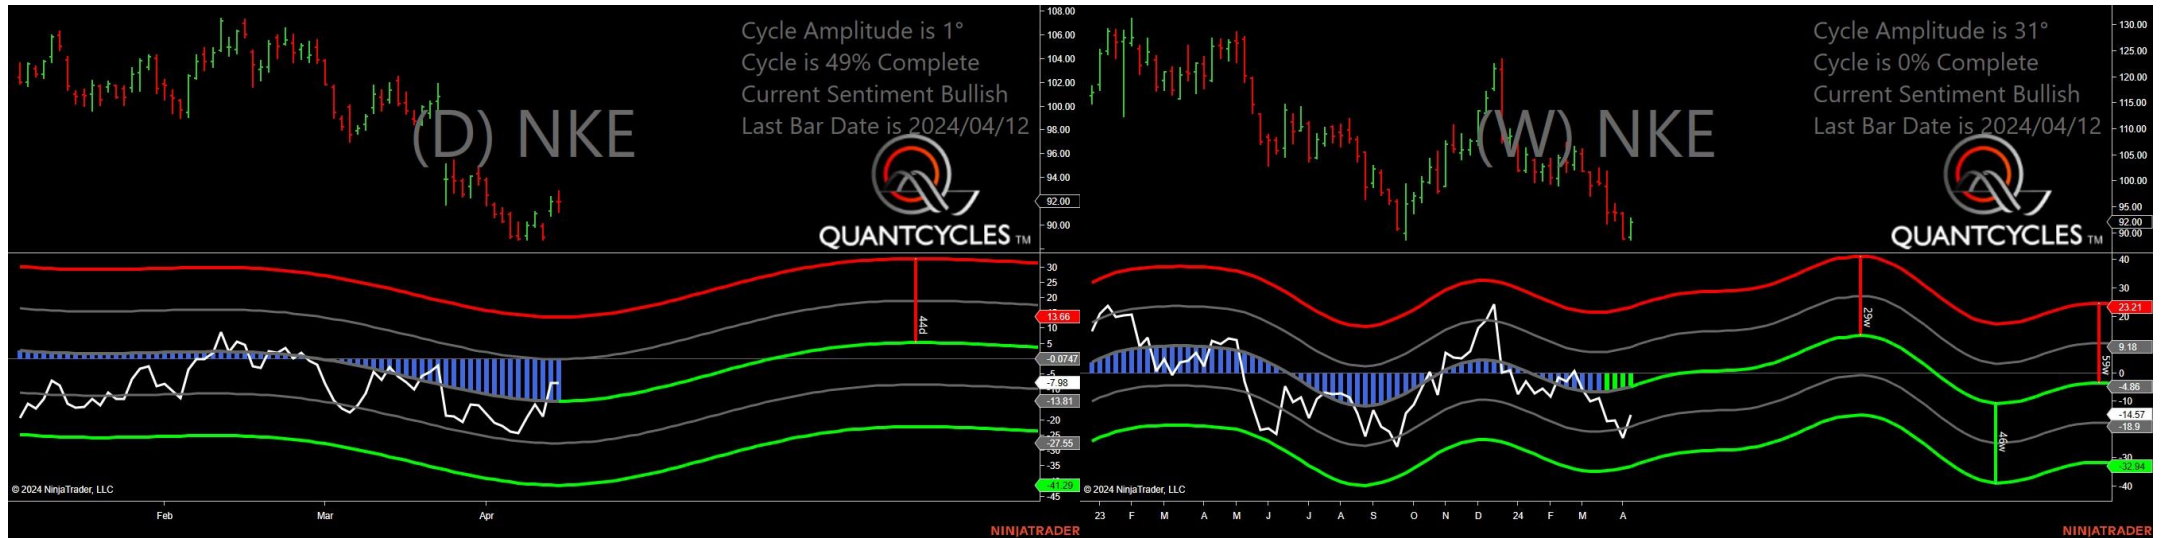 Cycle Amplitude is 1°
Cycle is 49% Complete
Current Sentiment Bullish
Last Bar Date is 2024/04/12
(D) NKE
QUANTCYCLES TM
108.00
106.00
104.00
102.00
100.00
98.00
96.00
94.00
92.00
90.00
44d
30
25
20
13.66
10
5
-0.0747
-5
-7.98
-13.81
-20
-25
-27.55
-30
-35
-41.29
-45
© 2024 NinjaTrader, LLC
Feb
Mar
Apr
NINJATRADER
Cycle Amplitude is 31°
Cycle is 0% Complete
Current Sentiment Bullish
Last Bar Date is 2024/04/12
(W) NKE
QUANTCYCLES TM
130.00
125.00
120.00
115.00
110.00
105.00
100.00
95.00
92.00
90.00
29w
46w
59w
40
30
23.21
20
9.18
0
-4.86
-10
-14.57
-18.9
-30
-32.94
-40
© 2024 NinjaTrader, LLC
23 F M A M J J A S O N D 24 F M A
NINJATRADER